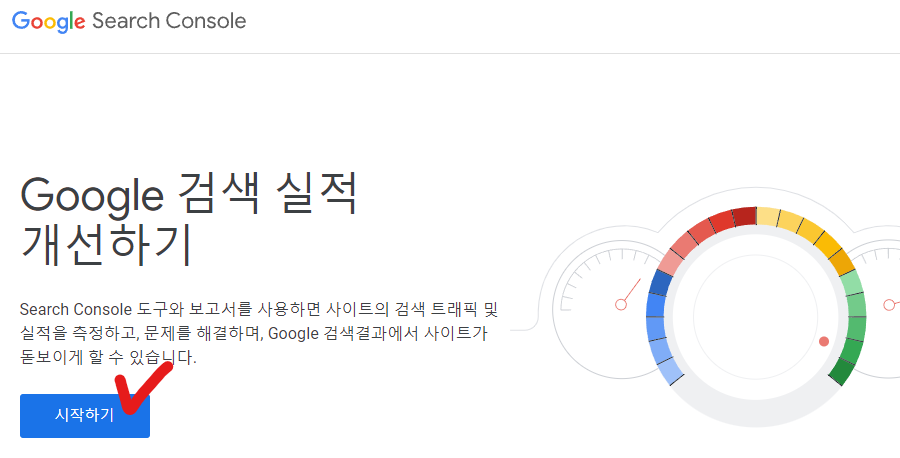 Google Search Console
Google 검색 실적
개선하기
Search Console 도구와 보고서를 사용하면 사이트의 검색 트래픽 및
실적을 측정하고, 문제를 해결하며, Google 검색결과에서 사이트가
돋보이게 할 수 있습니다.
시작하기